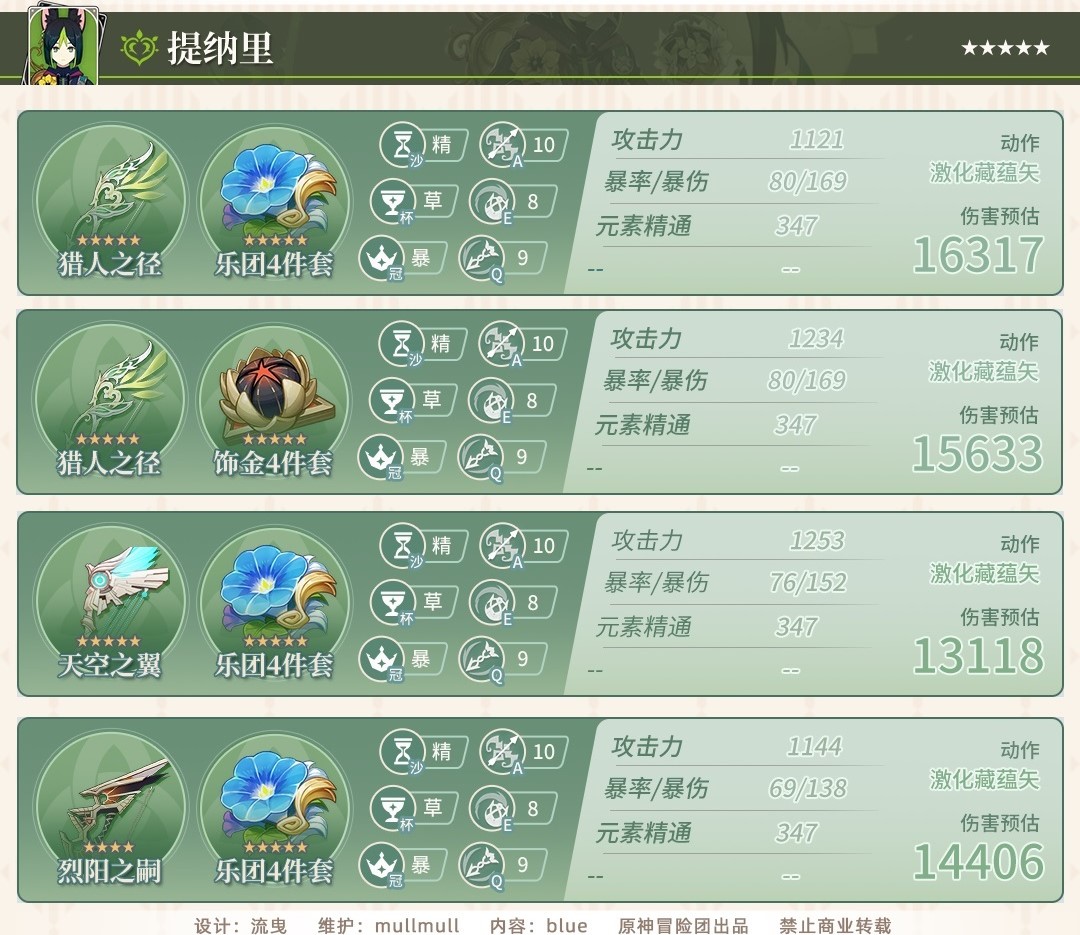 提纳里
猎人之径
乐团4件套
沙 精 A 10
杯 草 E 8
冠 暴 Q 9
攻击力 1121
暴率/暴伤 80/169
元素精通 347
-- --
动作
激化藏蕴矢
伤害预估
16317
猎人之径
饰金4件套
沙 精 A 10
杯 草 E 8
冠 暴 Q 9
攻击力 1234
暴率/暴伤 80/169
元素精通 347
-- --
动作
激化藏蕴矢
伤害预估
15633
天空之翼
乐团4件套
沙 精 A 10
杯 草 E 8
冠 暴 Q 9
攻击力 1253
暴率/暴伤 76/152
元素精通 347
-- --
动作
激化藏蕴矢
伤害预估
13118
烈阳之嗣
乐团4件套
沙 精 A 10
杯 草 E 8
冠 暴 Q 9
攻击力 1144
暴率/暴伤 69/138
元素精通 347
-- --
动作
激化藏蕴矢
伤害预估
14406
设计：流曳 维护：mullmull 内容：blue 原神冒险团出品 禁止商业转载